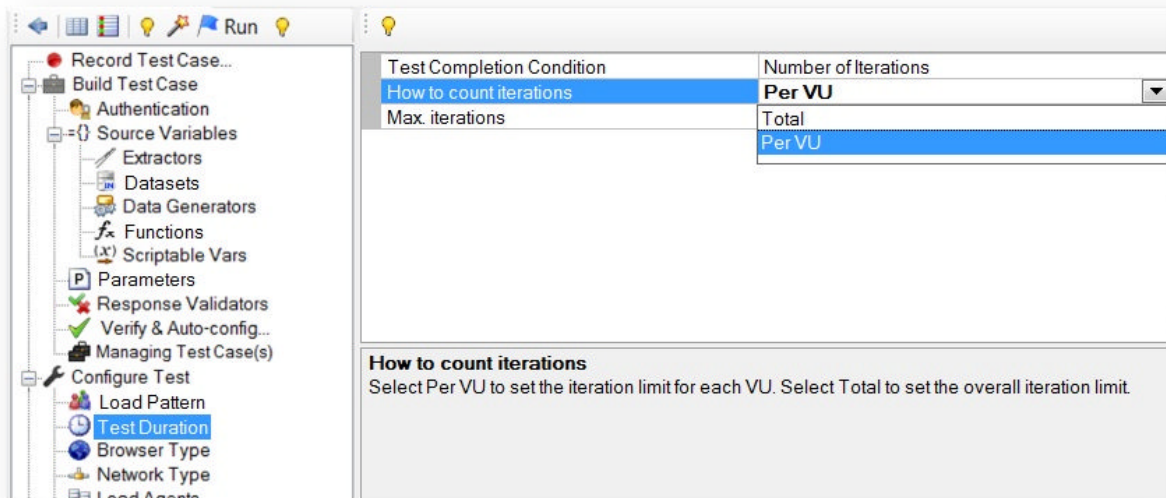 Run
Record Test Case...
Build Test Case
Authentication
={} Source Variables
Extractors
IN Datasets
Data Generators
fx Functions
(x) Scriptable Vars
P Parameters
Response Validators
Verify & Auto-config...
Managing Test Case(s)
Configure Test
Load Pattern
Test Duration
Browser Type
Network Type
Load Agents
Test Completion Condition Number of Iterations
How to count iterations Per VU
Max. iterations Total
Per VU
How to count iterations
Select Per VU to set the iteration limit for each VU. Select Total to set the overall iteration limit.